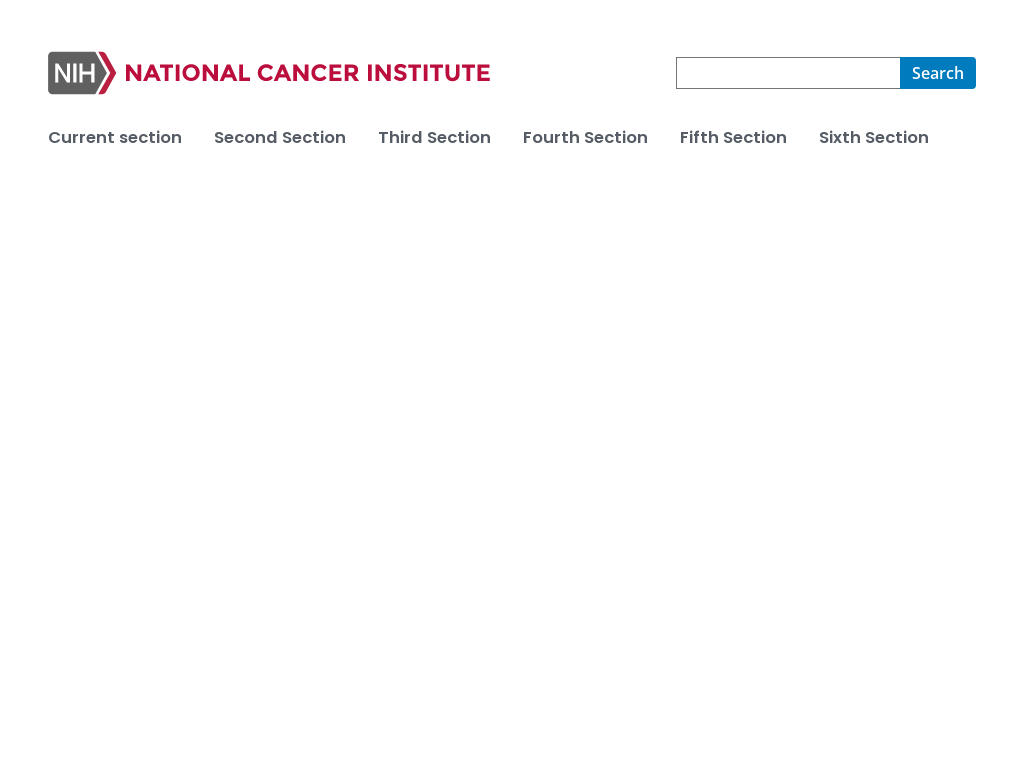 NIH NATIONAL CANCER INSTITUTE
Search
Current section Second Section Third Section Fourth Section Fifth Section Sixth Section